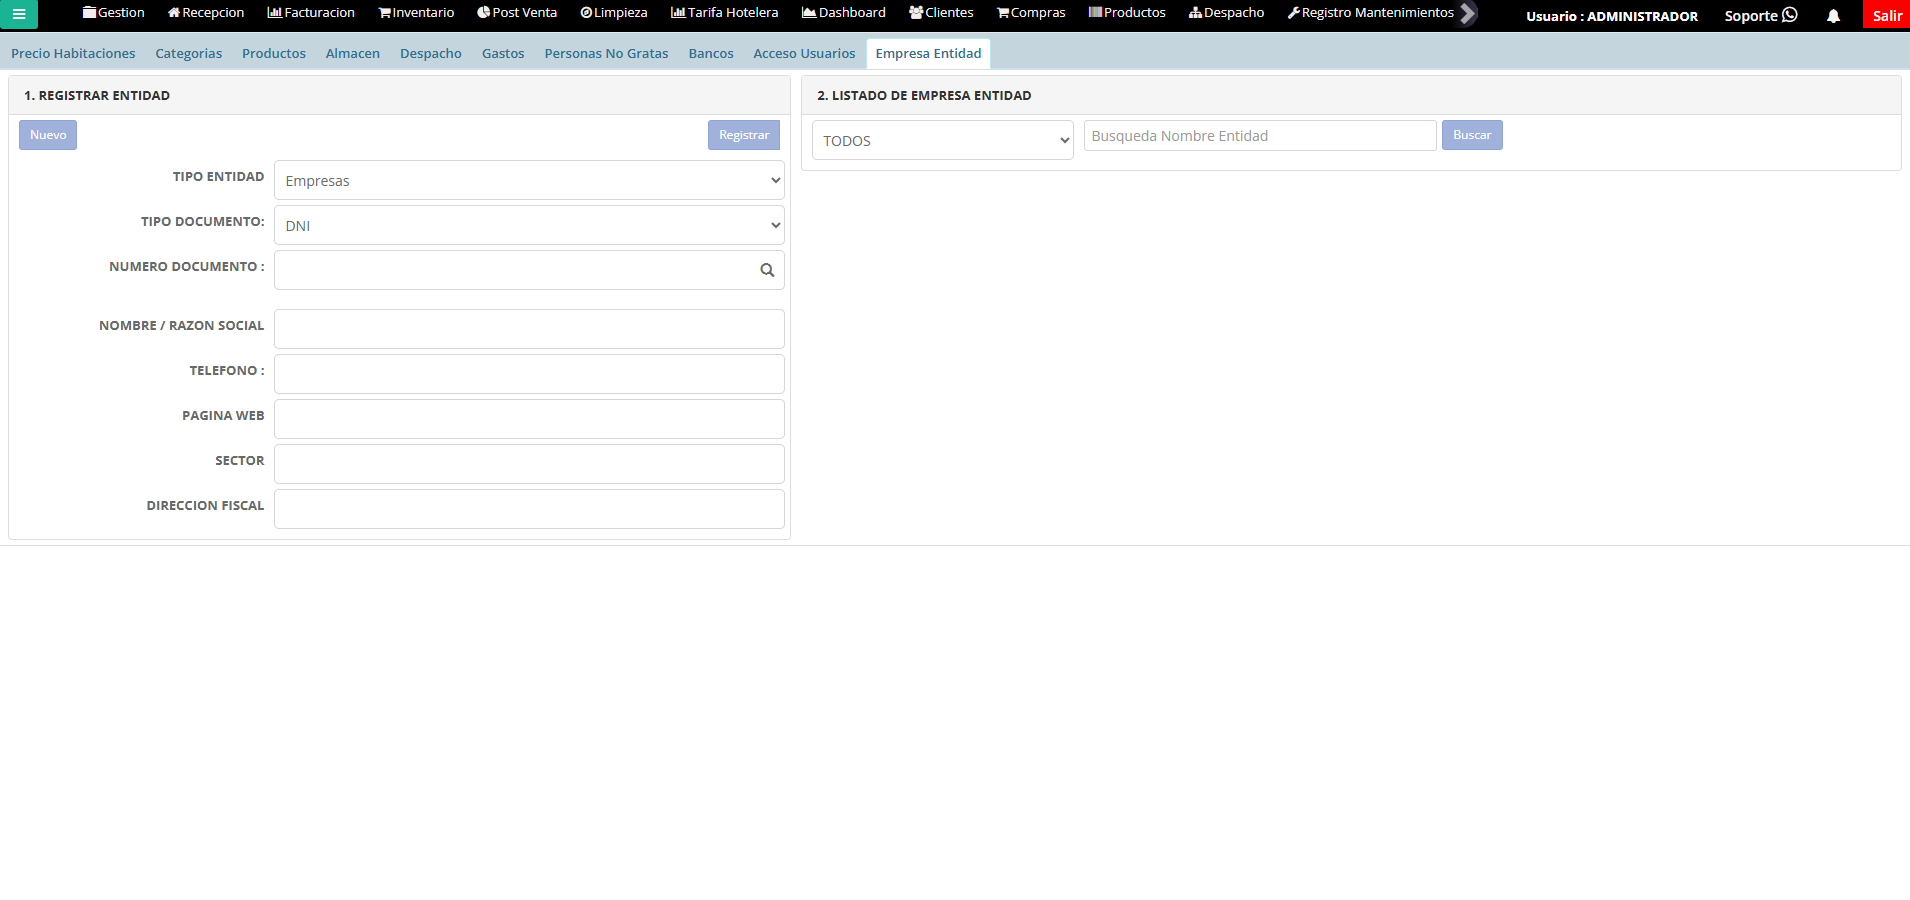 Gestion Recepcion Facturacion Inventario Post Venta Limpieza Tarifa Hotelera Dashboard Clientes Compras Productos Despacho Registro Mantenimientos Usuario : ADMINISTRADOR Soporte Salir
Precio Habitaciones Categorias Productos Almacen Despacho Gastos Personas No Gratas Bancos Acceso Usuarios Empresa Entidad
1. REGISTRAR ENTIDAD
Nuevo Registrar
TIPO ENTIDAD Empresas
TIPO DOCUMENTO: DNI
NUMERO DOCUMENTO :
NOMBRE / RAZON SOCIAL
TELEFONO :
PAGINA WEB
SECTOR
DIRECCION FISCAL
2. LISTADO DE EMPRESA ENTIDAD
TODOS Busqueda Nombre Entidad Buscar